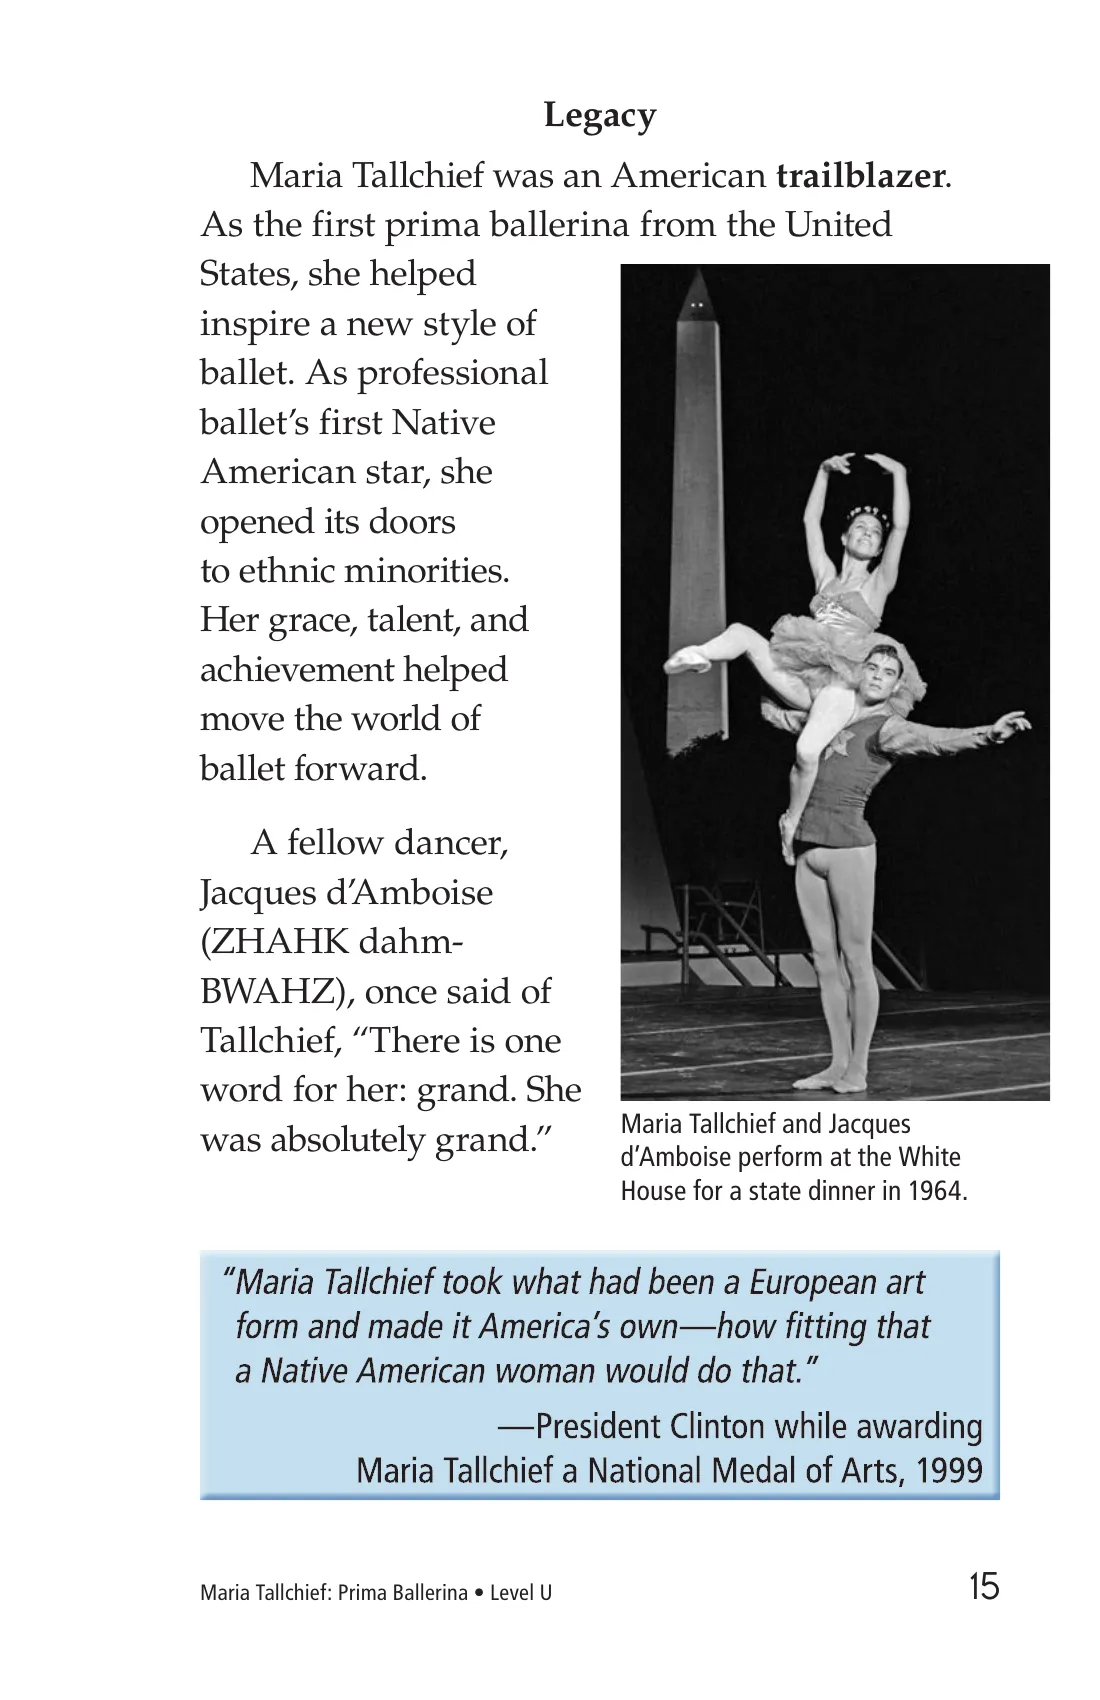 Legacy
Maria Tallchief was an American trailblazer.
As the first prima ballerina from the United
States, she helped
inspire a new style of
ballet. As professional
ballet’s first Native
American star, she
opened its doors
to ethnic minorities.
Her grace, talent, and
achievement helped
move the world of
ballet forward.
A fellow dancer,
Jacques d’Amboise
(ZHAHK dahm-
BWAHZ), once said of
Tallchief, “There is one
word for her: grand. She
was absolutely grand.”
Maria Tallchief and Jacques
d’Amboise perform at the White
House for a state dinner in 1964.
“Maria Tallchief took what had been a European art
form and made it America’s own—how fitting that
a Native American woman would do that.”
—President Clinton while awarding
Maria Tallchief a National Medal of Arts, 1999
Maria Tallchief: Prima Ballerina • Level U
15